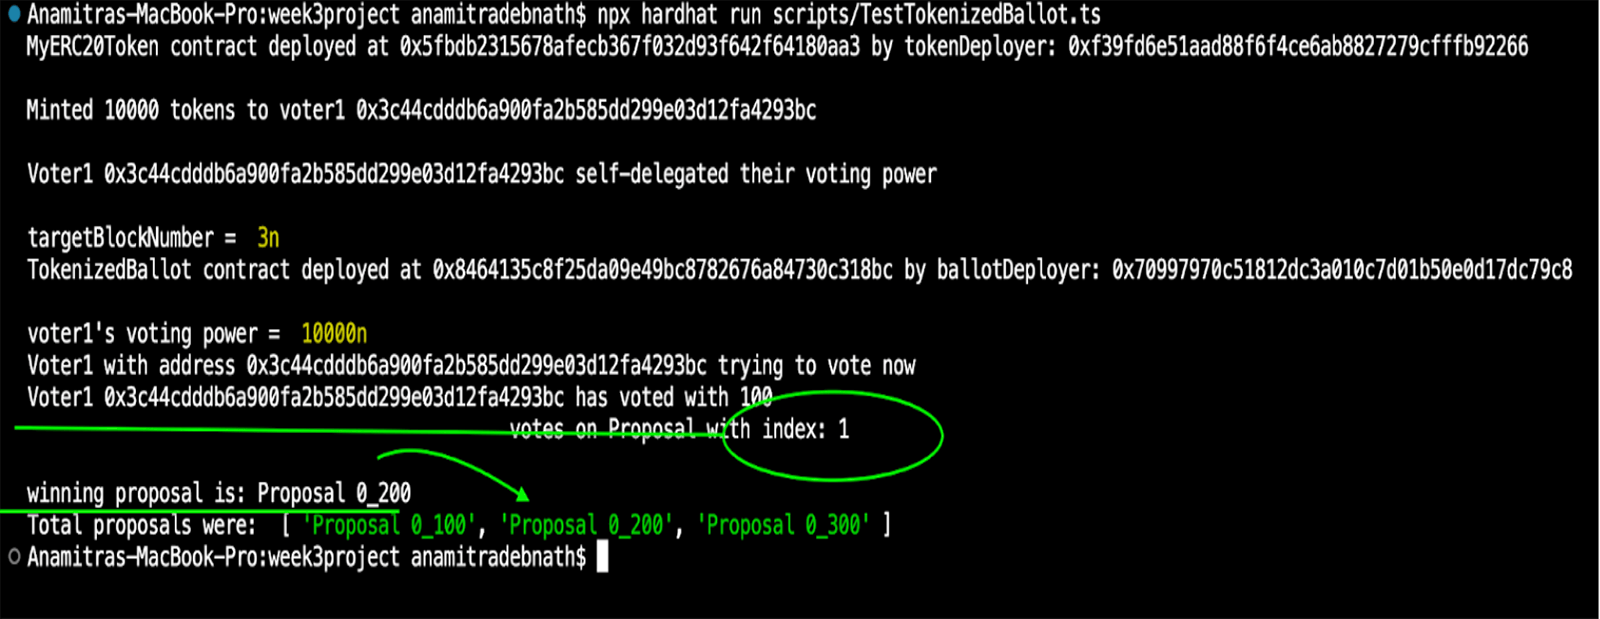 Anamitras-MacBook-Pro:week3project anamitradebnath$ npx hardhat run scripts/TestTokenizedBallot.ts
MyERC20Token contract deployed at 0x5fbdb2315678afecb367f032d93f642f64180aa3 by tokenDeployer: 0xf39fd6e51aad88f6f4ce6ab8827279cfffb92266
Minted 10000 tokens to voter1 0x3c44cdddb6a900fa2b585dd299e03d12fa4293bc
Voter1 0x3c44cdddb6a900fa2b585dd299e03d12fa4293bc self-delegated their voting power
targetBlockNumber = 3n
TokenizedBallot contract deployed at 0x8464135c8f25da09e49bc8782676a84730c318bc by ballotDeployer: 0x70997970c51812dc3a010c7d01b50e0d17dc79c8
voter1's voting power = 10000n
Voter1 with address 0x3c44cdddb6a900fa2b585dd299e03d12fa4293bc trying to vote now
Voter1 0x3c44cdddb6a900fa2b585dd299e03d12fa4293bc has voted with 100
votes on Proposal with index: 1
winning proposal is: Proposal 0_200
Total proposals were: [ 'Proposal 0_100', 'Proposal 0_200', 'Proposal 0_300' ]
Anamitras-MacBook-Pro:week3project anamitradebnath$